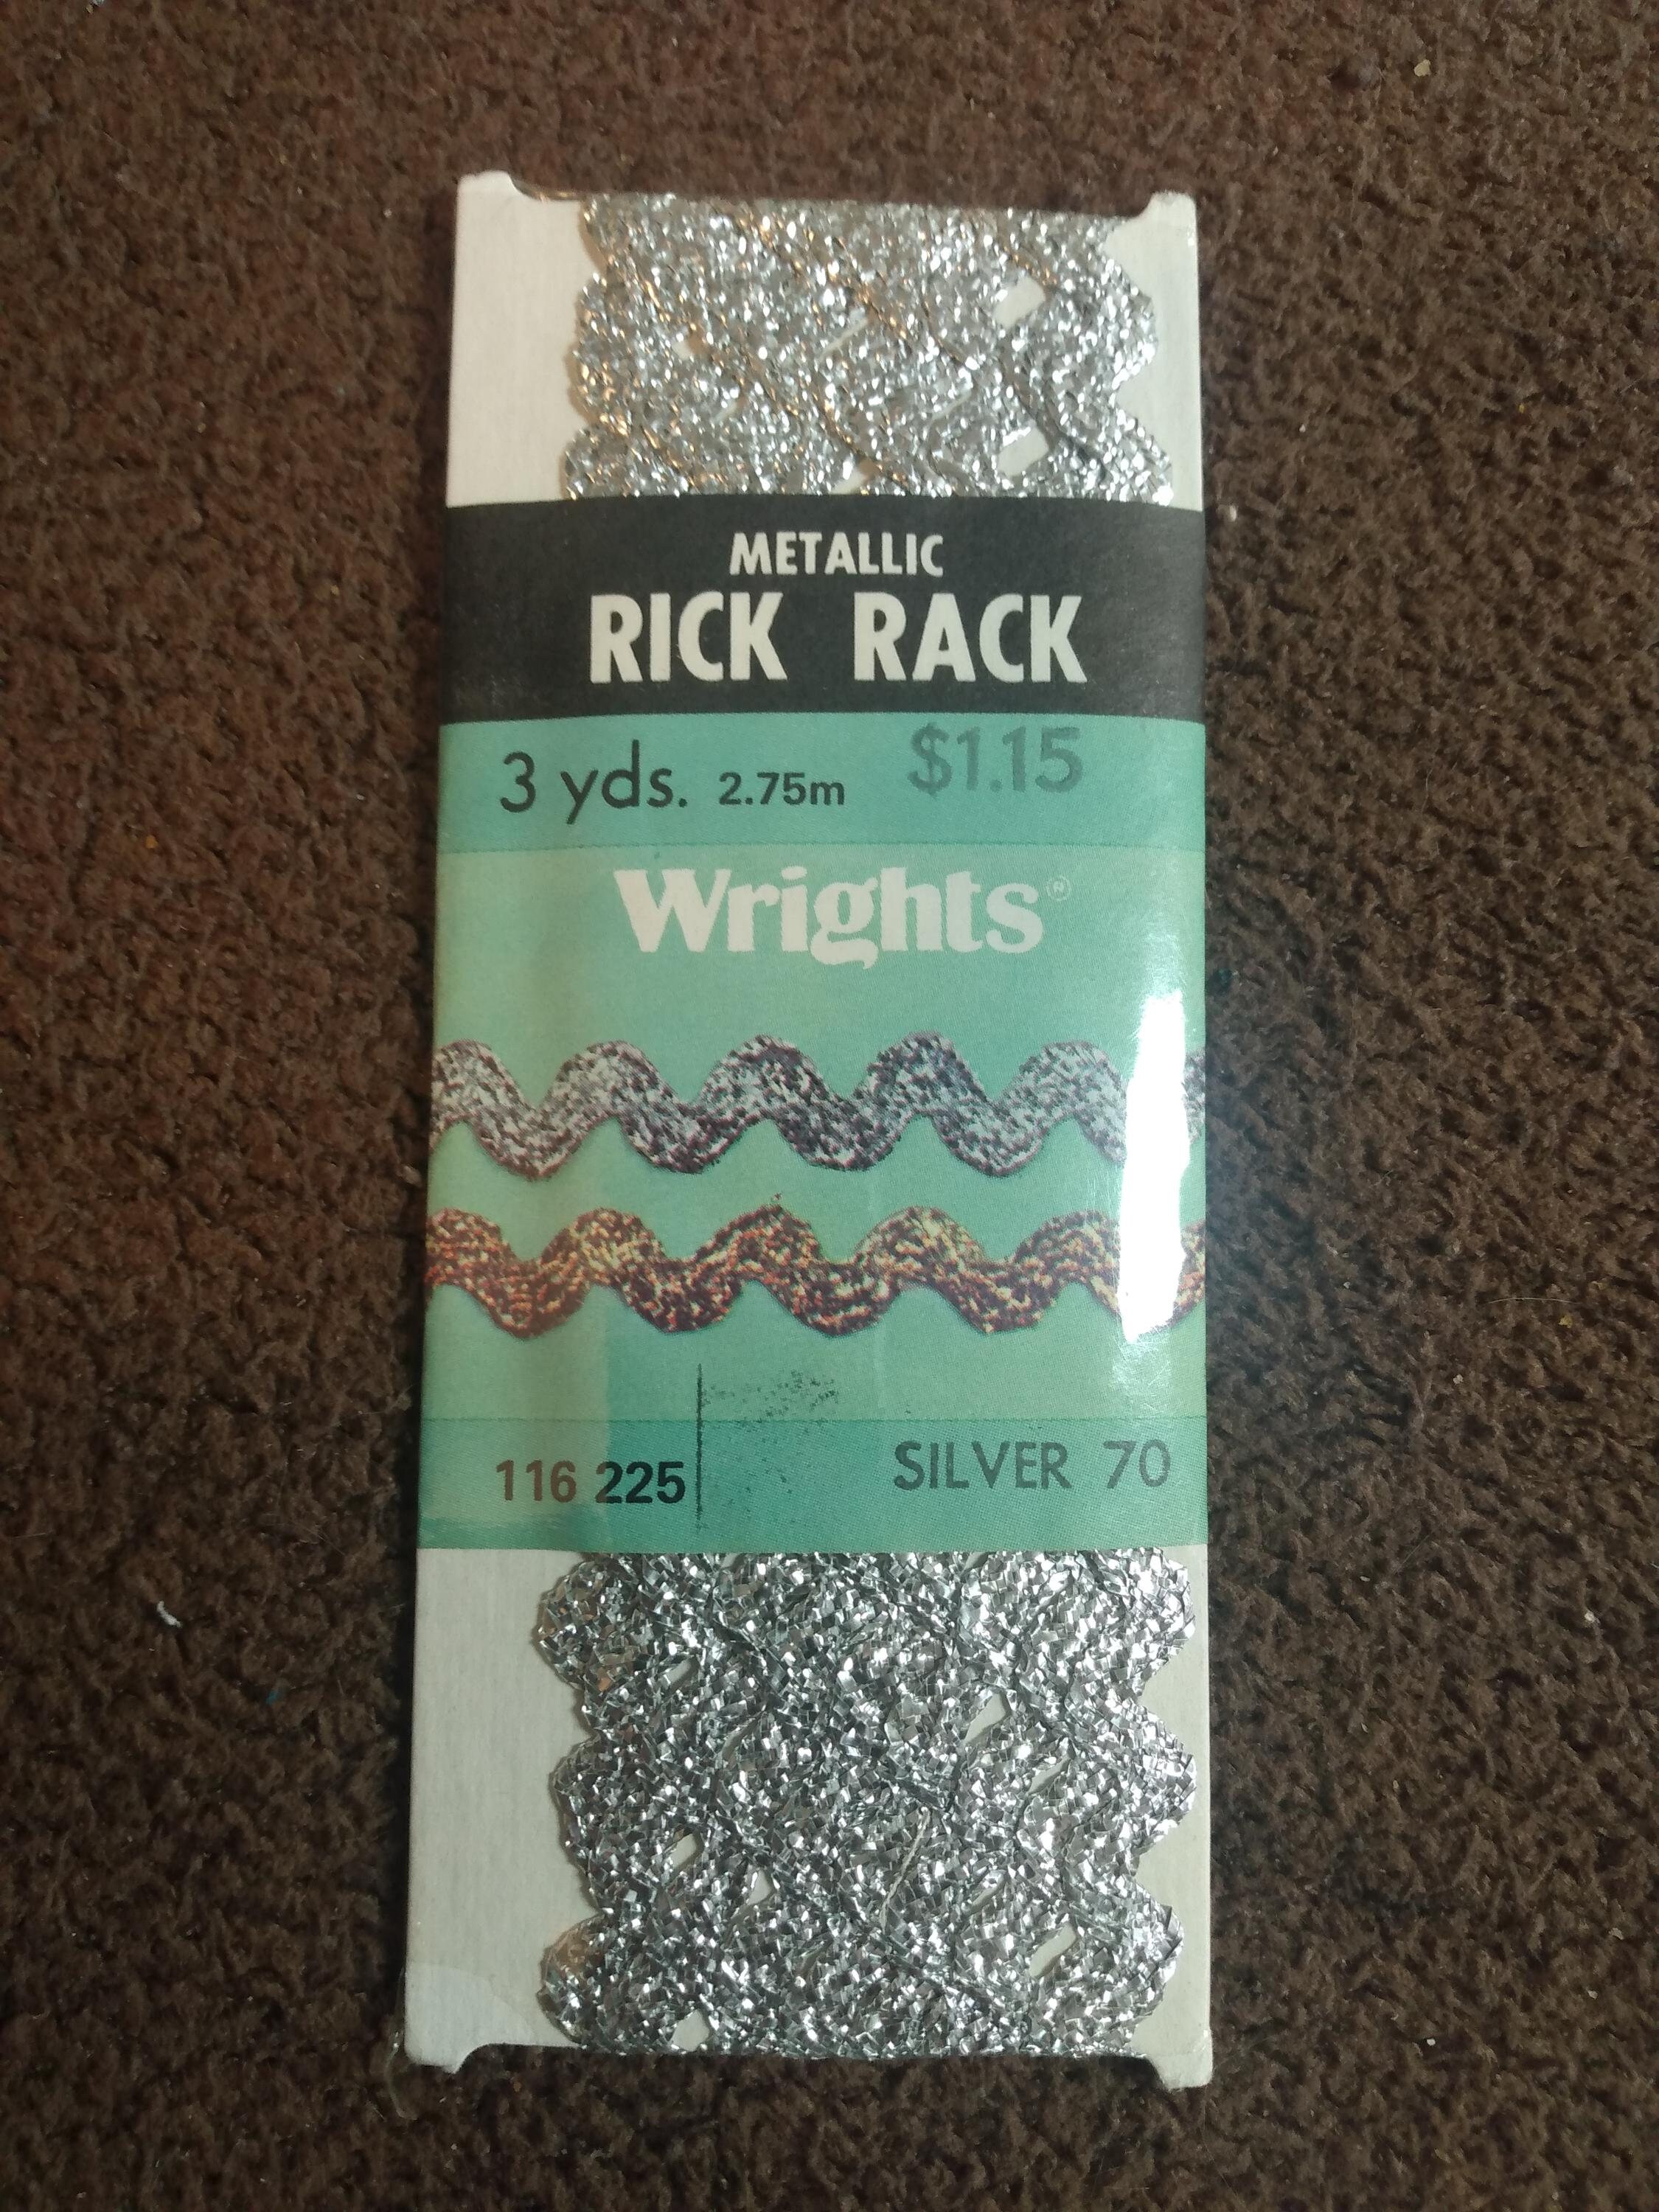 METALLIC
RICK RACK
3 yds. 2.75m $1.15
Wrights®
116 225 SILVER 70